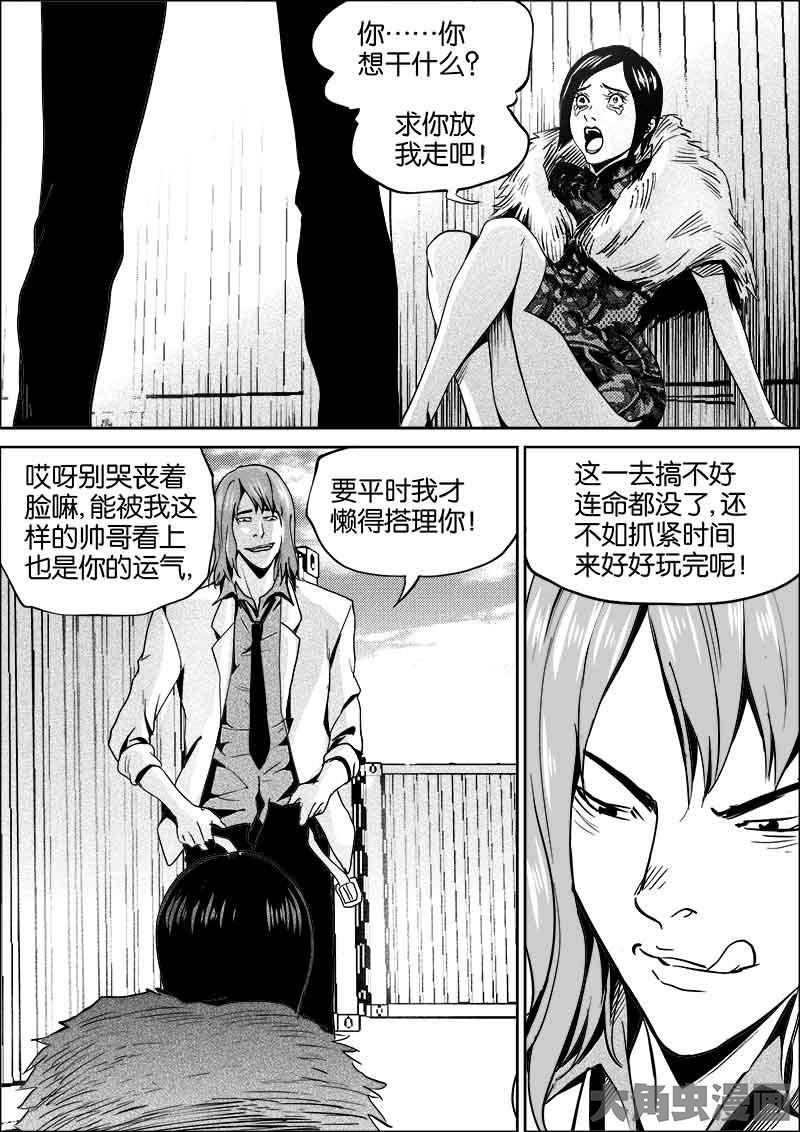 你……你
想干什么？
求你放
我走吧！
哎呀别哭丧着
脸嘛，能被我这
样的帅哥看上
也是你的运气，
要平时我才
懒得搭理你！
这一去搞不好
连命都没了，还
不如抓紧时间
来好好玩完呢！
大角虫漫画